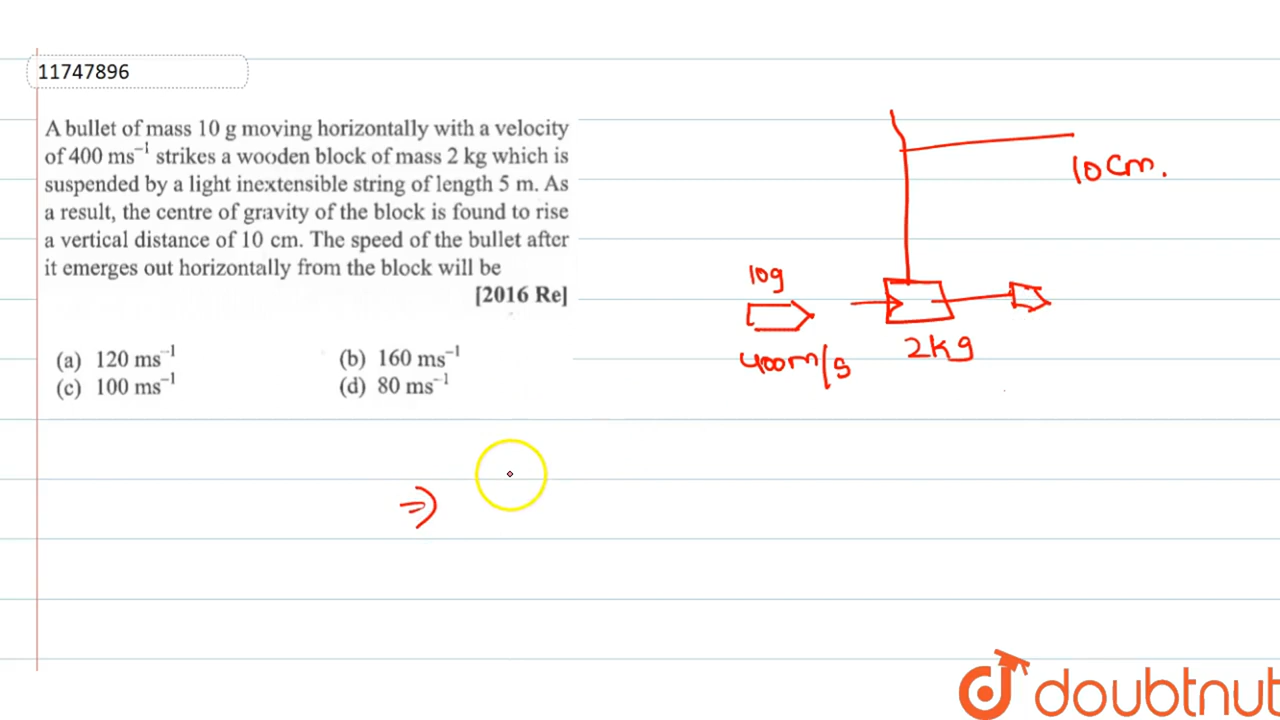 11747896
A bullet of mass 10 g moving horizontally with a velocity
of 400 ms⁻¹ strikes a wooden block of mass 2 kg which is
suspended by a light inextensible string of length 5 m. As
a result, the centre of gravity of the block is found to rise
a vertical distance of 10 cm. The speed of the bullet after
it emerges out horizontally from the block will be
[2016 Re]
(a) 120 ms⁻¹ (b) 160 ms⁻¹
(c) 100 ms⁻¹ (d) 80 ms⁻¹
10 cm.
10g
400m/s
2kg
⇒
doubtnut